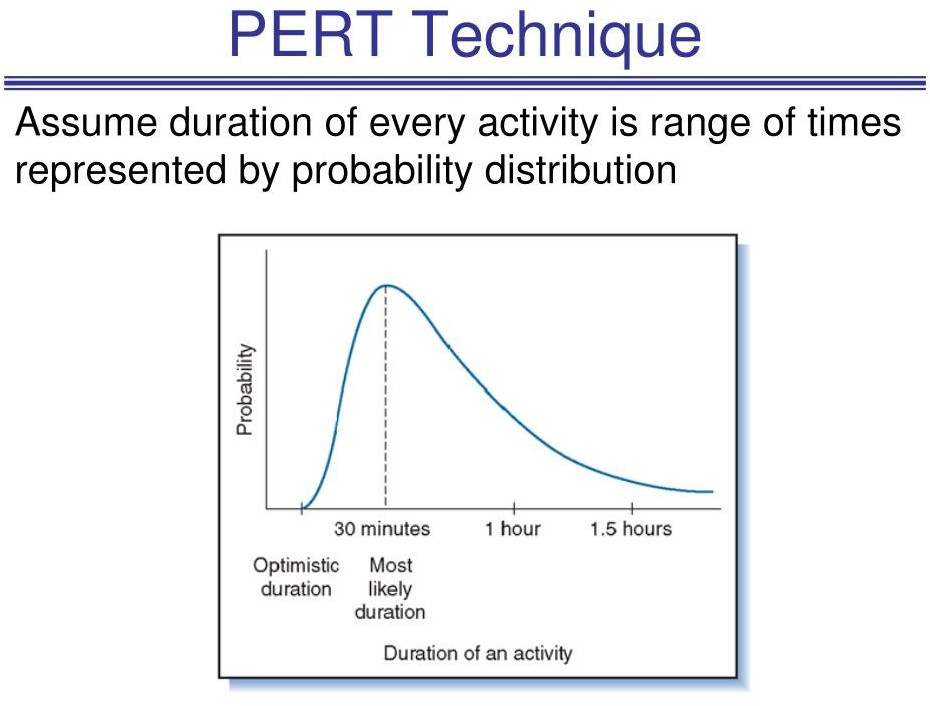 PERT Technique
Assume duration of every activity is range of times
represented by probability distribution
Probability
30 minutes 1 hour 1.5 hours
Optimistic Most
duration likely
duration
Duration of an activity